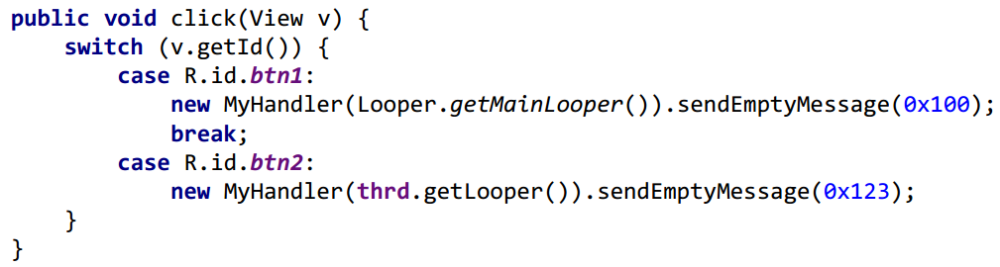 public void click(View v) {
    switch (v.getId()) {
        case R.id.btn1:
            new MyHandler(Looper.getMainLooper()).sendEmptyMessage(0x100);
            break;
        case R.id.btn2:
            new MyHandler(thrd.getLooper()).sendEmptyMessage(0x123);
    }
}